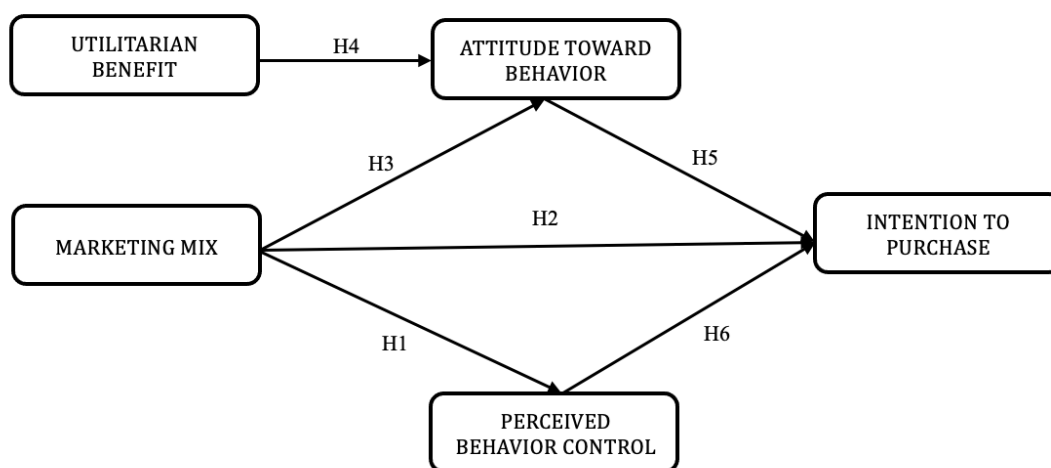 UTILITARIAN
BENEFIT
H4
ATTITUDE TOWARD
BEHAVIOR
H3
H5
MARKETING MIX
H2
INTENTION TO
PURCHASE
H1
H6
PERCEIVED
BEHAVIOR CONTROL